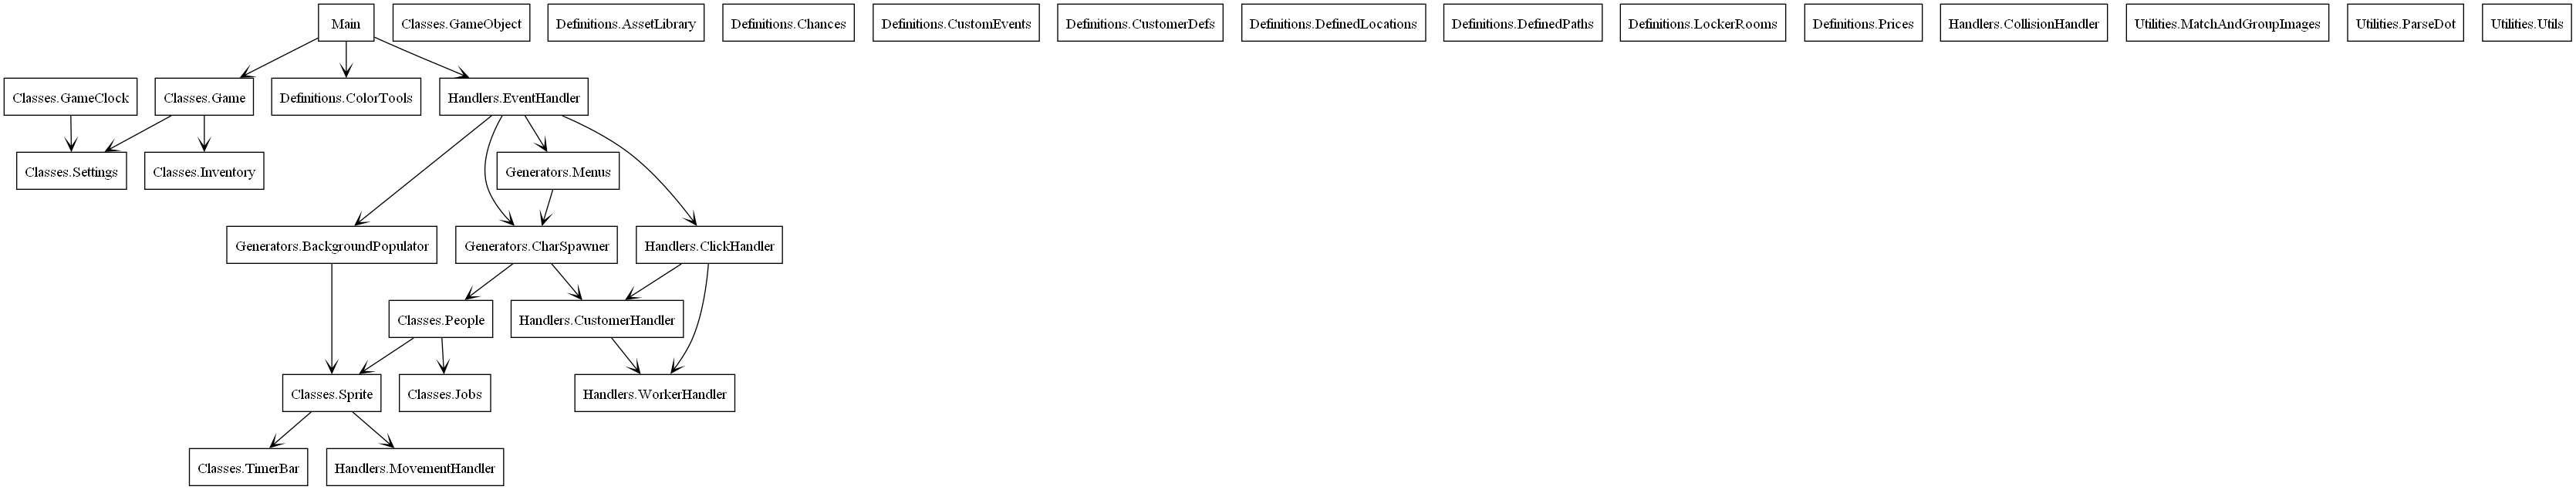 Main
Classes.GameObject
Definitions.AssetLibrary
Definitions.Chances
Definitions.CustomEvents
Definitions.CustomerDefs
Definitions.DefinedLocations
Definitions.DefinedPaths
Definitions.LockerRooms
Definitions.Prices
Handlers.CollisionHandler
Utilities.MatchAndGroupImages
Utilities.ParseDot
Utilities.Utils
Classes.GameClock
Classes.Game
Definitions.ColorTools
Handlers.EventHandler
Classes.Settings
Classes.Inventory
Generators.Menus
Generators.BackgroundPopulator
Generators.CharSpawner
Handlers.ClickHandler
Classes.People
Handlers.CustomerHandler
Classes.Sprite
Classes.Jobs
Handlers.WorkerHandler
Classes.TimerBar
Handlers.MovementHandler